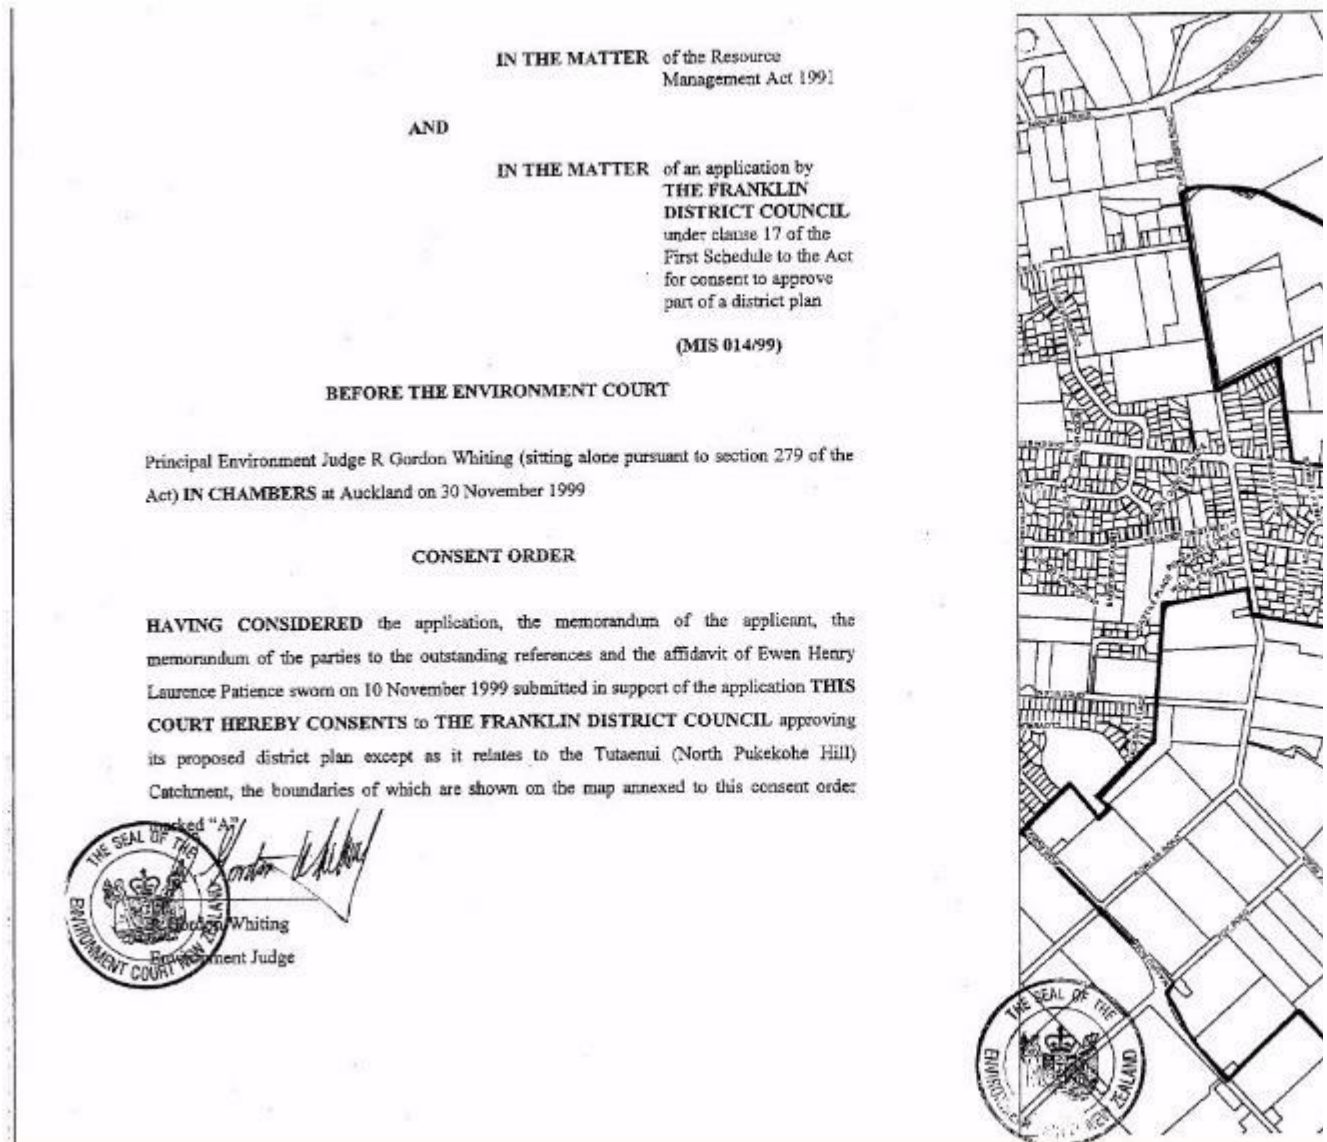 IN THE MATTER of the Resource
Management Act 1991
AND
IN THE MATTER of an application by
THE FRANKLIN
DISTRICT COUNCIL
under clause 17 of the
First Schedule to the Act
for consent to approve
part of a district plan
(MIS 014/99)
BEFORE THE ENVIRONMENT COURT
Principal Environment Judge R Gordon Whiting (sitting alone pursuant to section 279 of the
Act) IN CHAMBERS at Auckland on 30 November 1999
CONSENT ORDER
HAVING CONSIDERED the application, the memorandum of the applicant, the
memorandum of the parties to the outstanding references and the affidavit of Ewen Henry
Laurence Patience sworn on 10 November 1999 submitted in support of the application THIS
COURT HEREBY CONSENTS to THE FRANKLIN DISTRICT COUNCIL approving
its proposed district plan except as it relates to the Tutaenui (North Pukekohe Hill)
Catchment, the boundaries of which are shown on the map annexed to this consent order
marked "A"
THE SEAL OF THE
ENVIRONMENT COURT NEW ZEALAND
Gordon Whiting
Environment Judge
THE SEAL OF THE